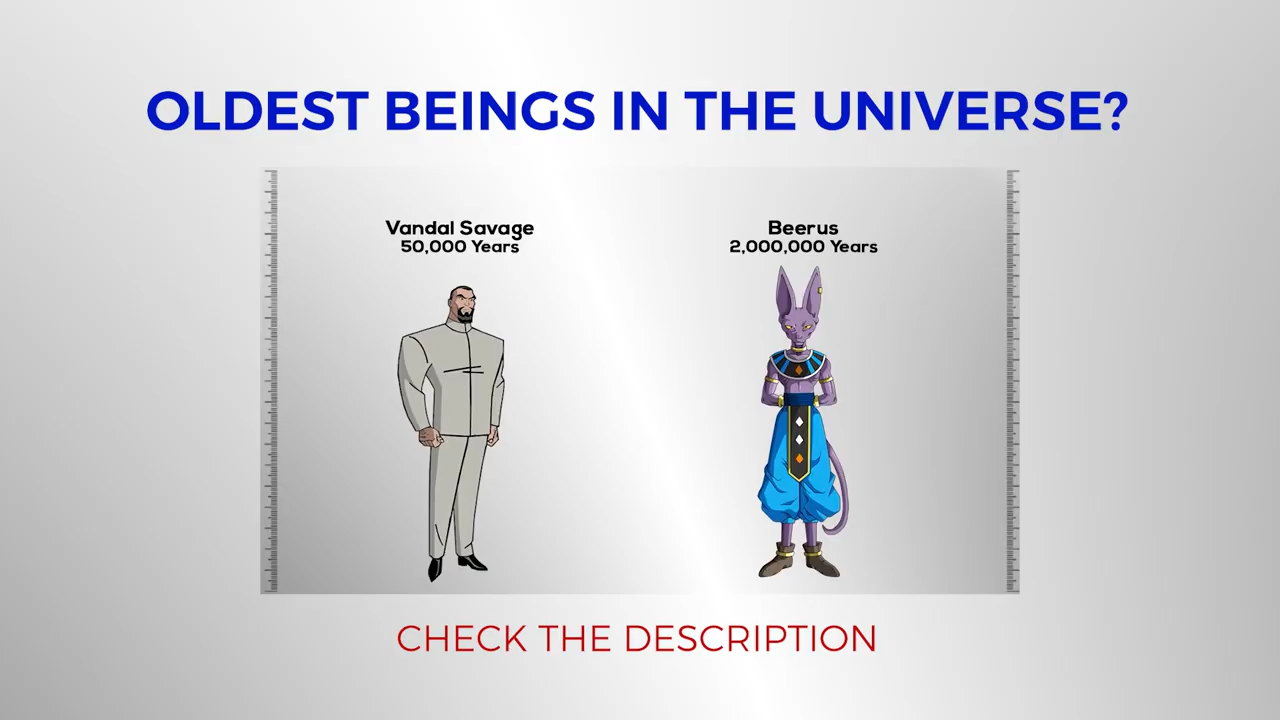 OLDEST BEINGS IN THE UNIVERSE?
Vandal Savage
50,000 Years
Beerus
2,000,000 Years
CHECK THE DESCRIPTION